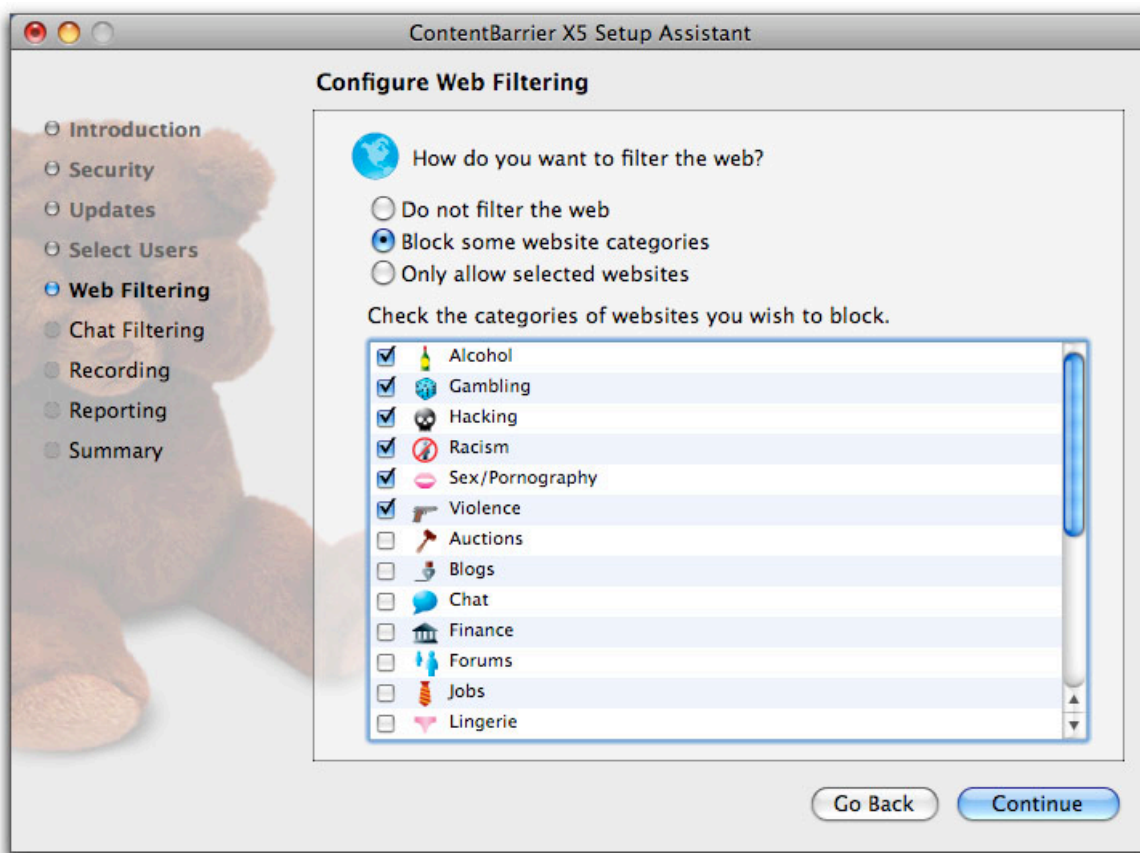 ContentBarrier X5 Setup Assistant
Configure Web Filtering
Introduction
Security
Updates
Select Users
Web Filtering
Chat Filtering
Recording
Reporting
Summary
How do you want to filter the web?
Do not filter the web
Block some website categories
Only allow selected websites
Check the categories of websites you wish to block.
Alcohol
Gambling
Hacking
Racism
Sex/Pornography
Violence
Auctions
Blogs
Chat
Finance
Forums
Jobs
Lingerie
Go Back
Continue